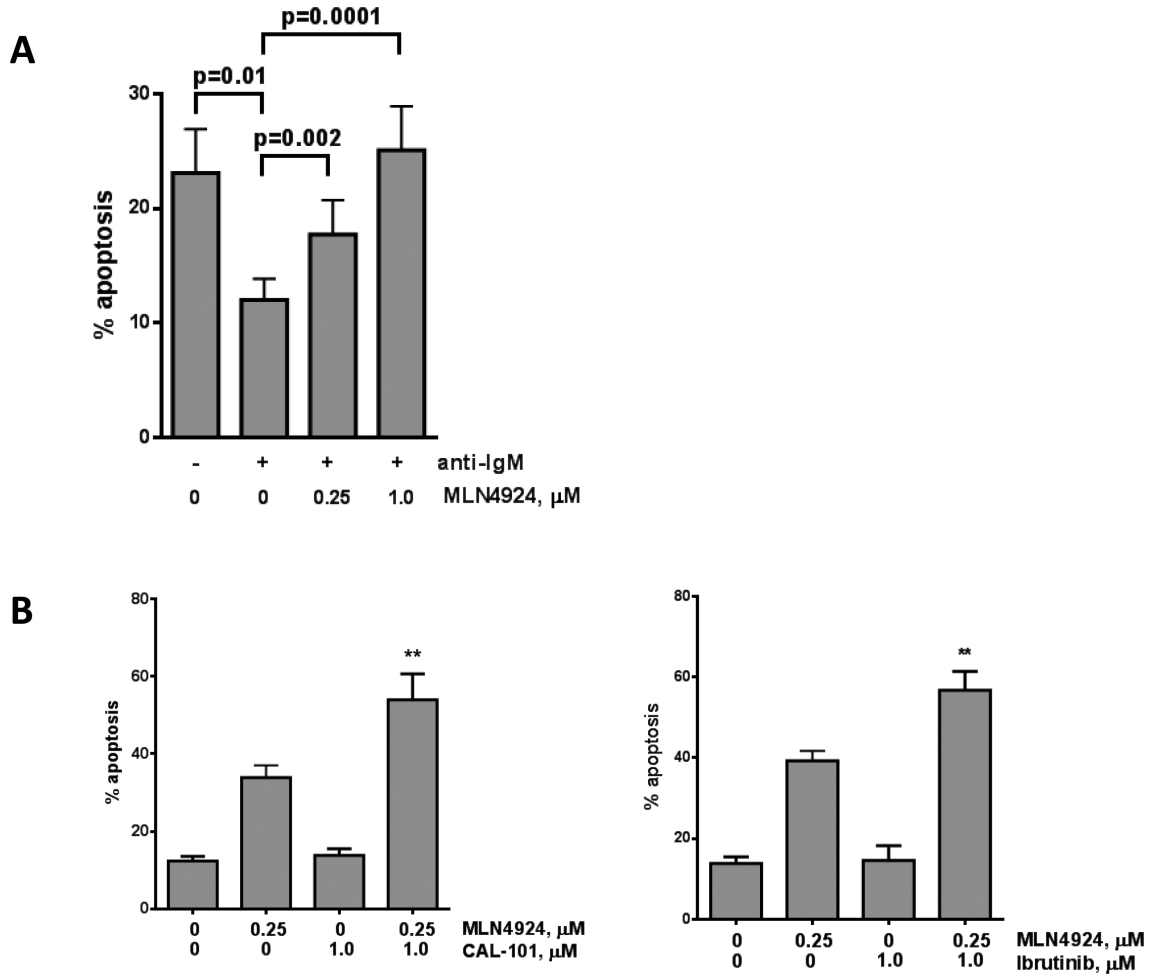 A
p=0.0001
p=0.01
p=0.002
30
20
10
0
% apoptosis
- + + + anti-IgM
0 0 0.25 1.0 MLN4924, μM
B
80
60
40
20
0
% apoptosis
**
0 0.25 0 0.25 MLN4924, μM
0 0 1.0 1.0 CAL-101, μM
80
60
40
20
0
% apoptosis
**
0 0.25 0 0.25 MLN4924, μM
0 0 1.0 1.0 Ibrutinib, μM